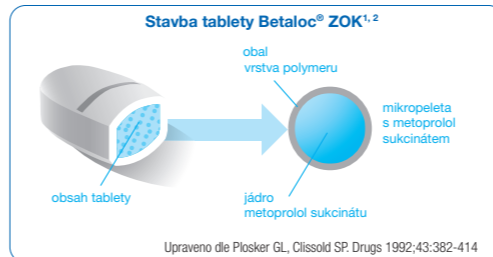 Stavba tablety Betaloc® ZOK1, 2
obal
vrstva polymeru
mikropeleta
s metoprolol
sukcinátem
obsah tablety
jádro
metoprolol sukcinátu
Upraveno dle Plosker GL, Clissold SP. Drugs 1992;43:382-414